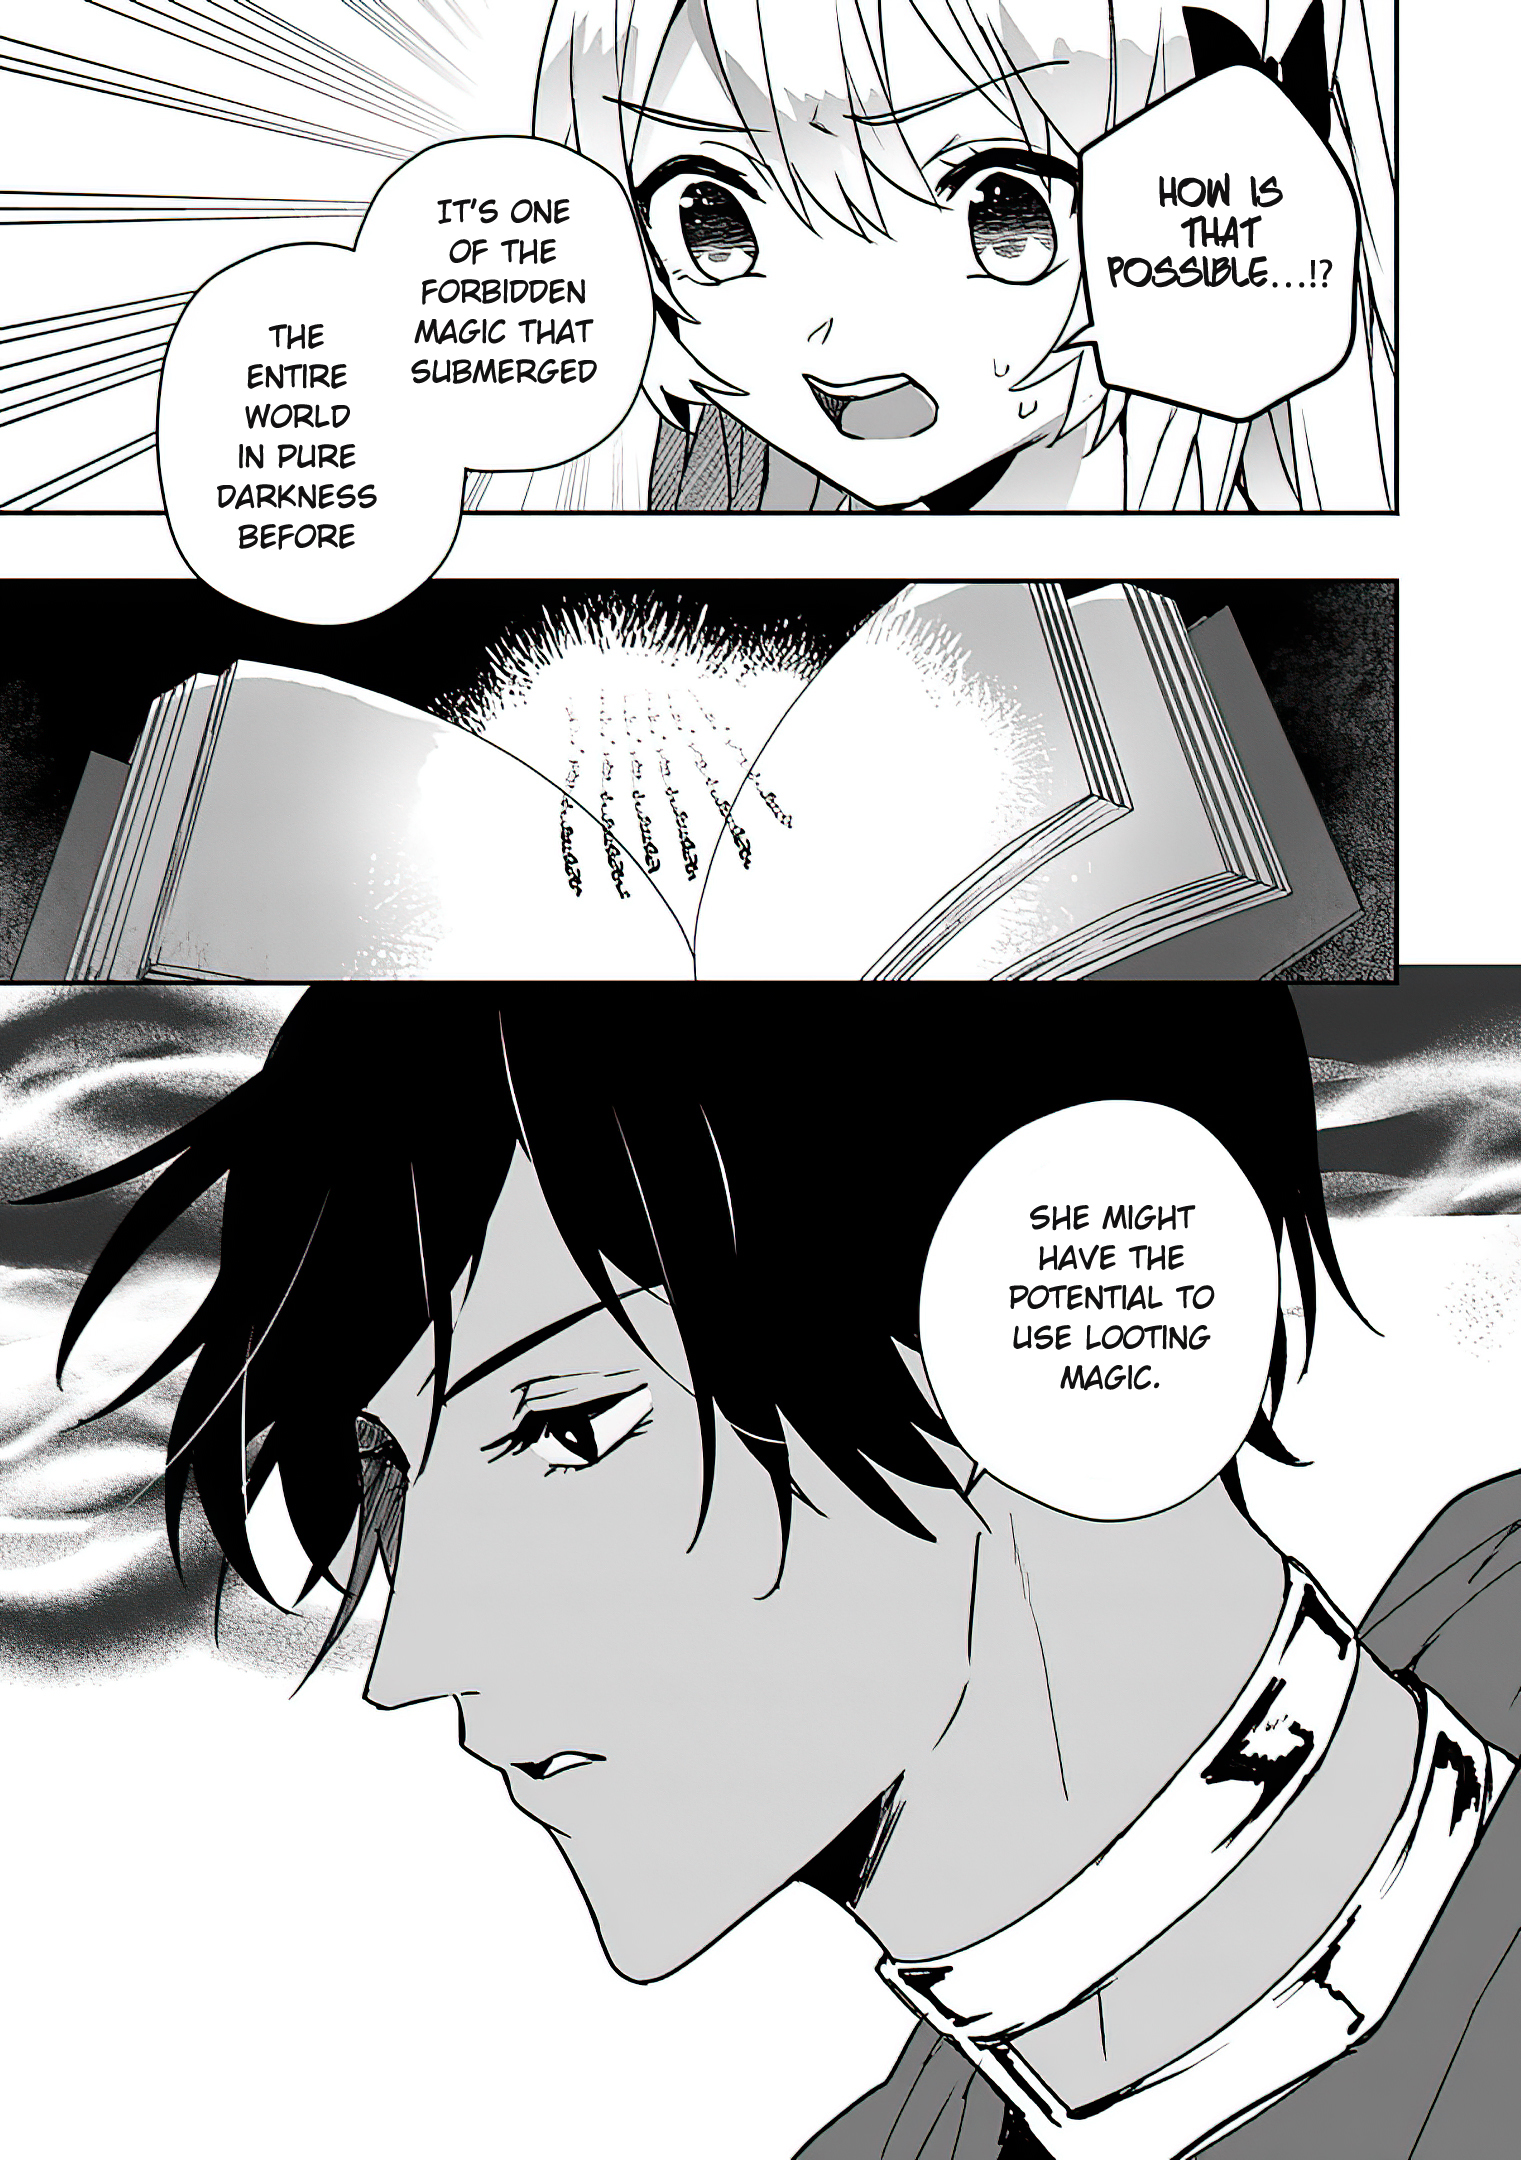 HOW IS
THAT
POSSIBLE...!?
IT'S ONE
OF THE
FORBIDDEN
MAGIC THAT
SUBMERGED
THE
ENTIRE
WORLD
IN PURE
DARKNESS
BEFORE
SHE MIGHT
HAVE THE
POTENTIAL TO
USE LOOTING
MAGIC.